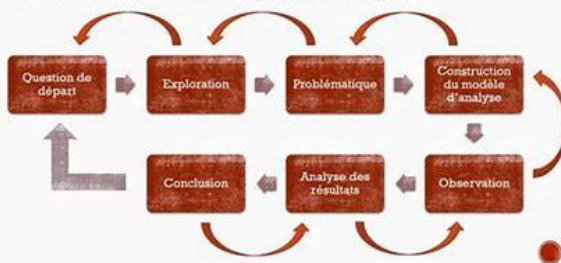 Question de
départ
Exploration
Problématique
Construction
du modèle
d'analyse
Conclusion
Analyse des
résultats
Observation